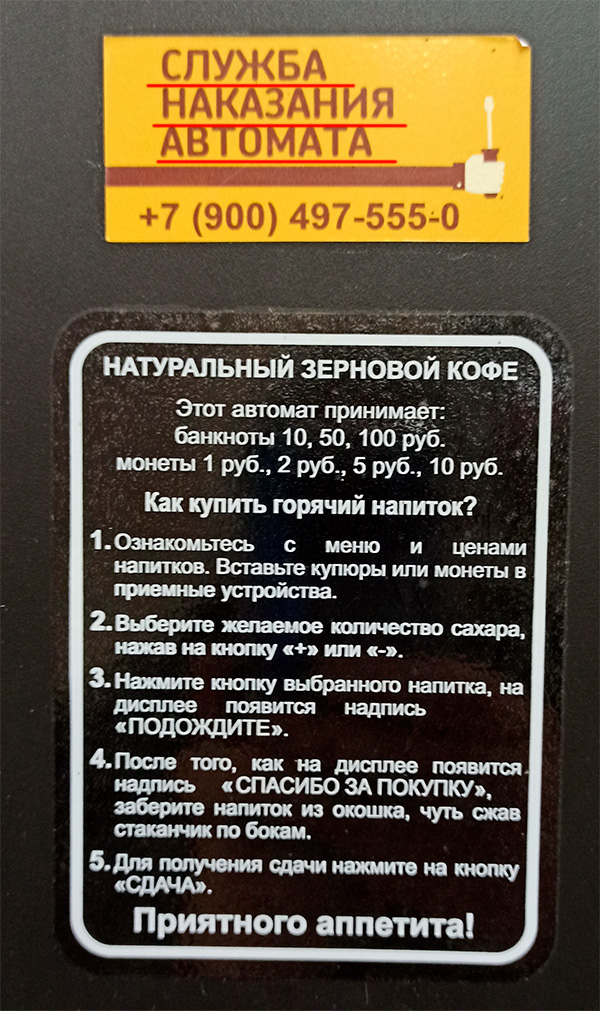 СЛУЖБА
НАКАЗАНИЯ
АВТОМАТА
+7 (900) 497-555-0
НАТУРАЛЬНЫЙ ЗЕРНОВОЙ КОФЕ
Этот автомат принимает:
банкноты 10, 50, 100 руб.
монеты 1 руб., 2 руб., 5 руб., 10 руб.
Как купить горячий напиток?
1. Ознакомьтесь с меню и ценами
напитков. Вставьте купюры или монеты в
приемные устройства.
2. Выберите желаемое количество сахара,
нажав на кнопку «+» или «-».
3. Нажмите кнопку выбранного напитка, на
дисплее появится надпись
«ПОДОЖДИТЕ».
4. После того, как на дисплее появится
надпись «СПАСИБО ЗА ПОКУПКУ»,
заберите напиток из окошка, чуть сжав
стаканчик по бокам.
5. Для получения сдачи нажмите на кнопку
«СДАЧА».
Приятного аппетита!